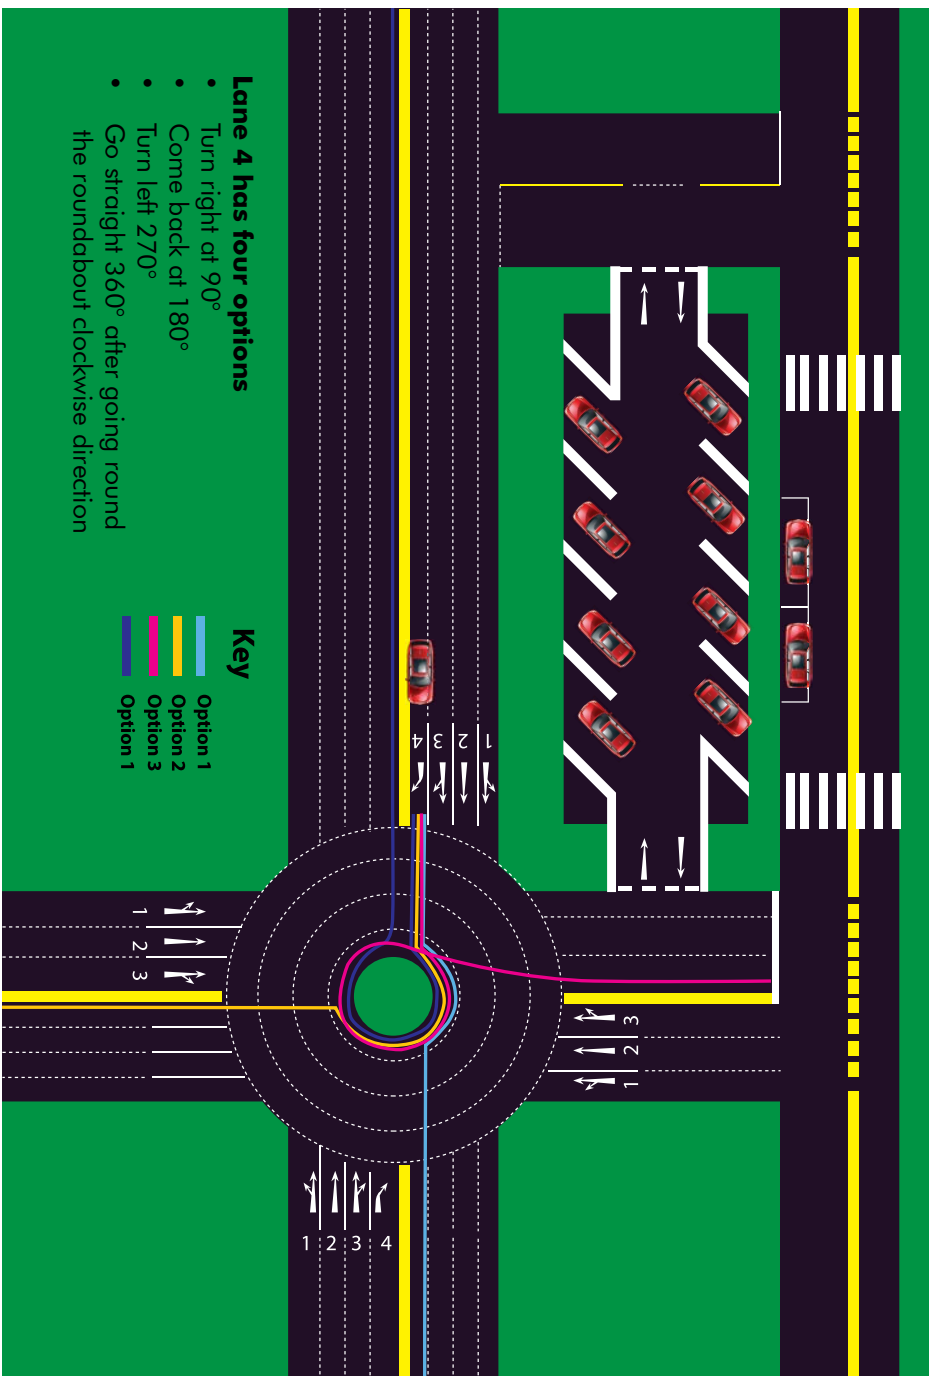 Lane 4 has four options
• Turn right at 90°
• Come back at 180°
• Turn left 270°
• Go straight 360° after going round
the roundabout clockwise direction
Key
Option 1
Option 2
Option 3
Option 1
4 3 2 1
1 2 3
3 2 1
1 2 3 4